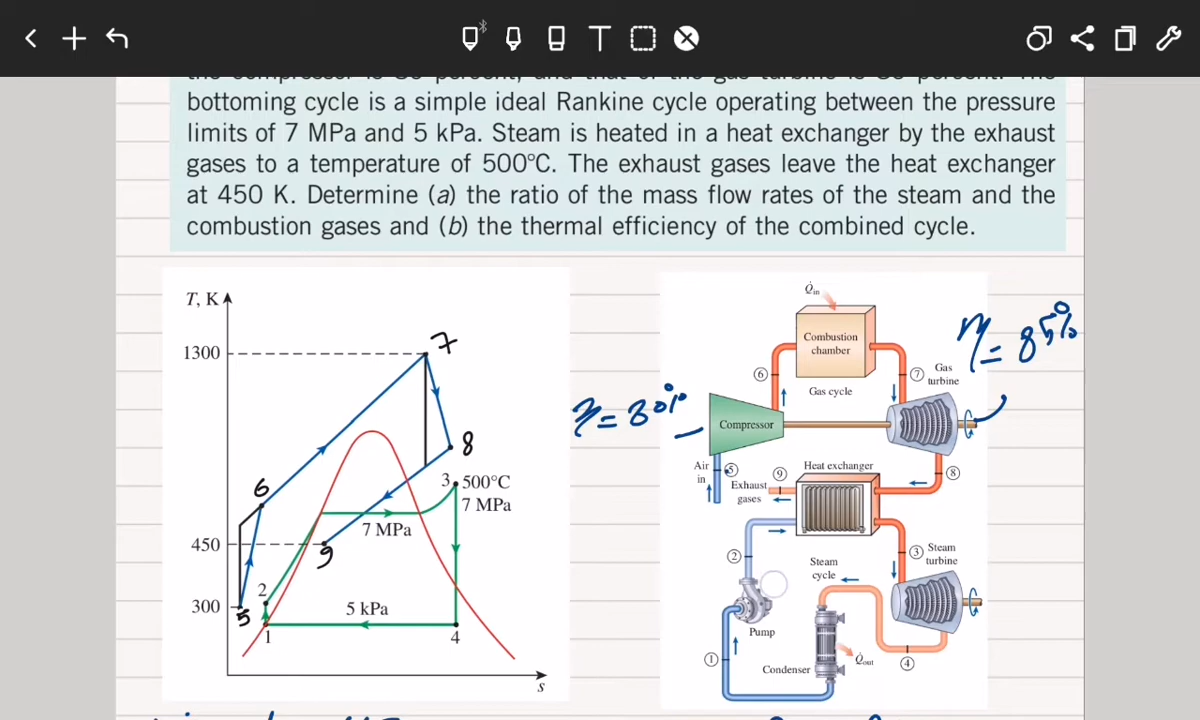 bottoming cycle is a simple ideal Rankine cycle operating between the pressure
limits of 7 MPa and 5 kPa. Steam is heated in a heat exchanger by the exhaust
gases to a temperature of 500°C. The exhaust gases leave the heat exchanger
at 450 K. Determine (a) the ratio of the mass flow rates of the steam and the
combustion gases and (b) the thermal efficiency of the combined cycle.
T, K
1300
7
8
3
500°C
7 MPa
6
7 MPa
450
9
2
300
5
5 kPa
1
4
s
Q̇in
Combustion
chamber
6
7
Gas
turbine
Gas cycle
η = 85%
η = 80%
Compressor
Air
in
5
9
Heat exchanger
8
Exhaust
gases
2
Steam
cycle
3
Steam
turbine
Pump
1
Condenser
Q̇out
4